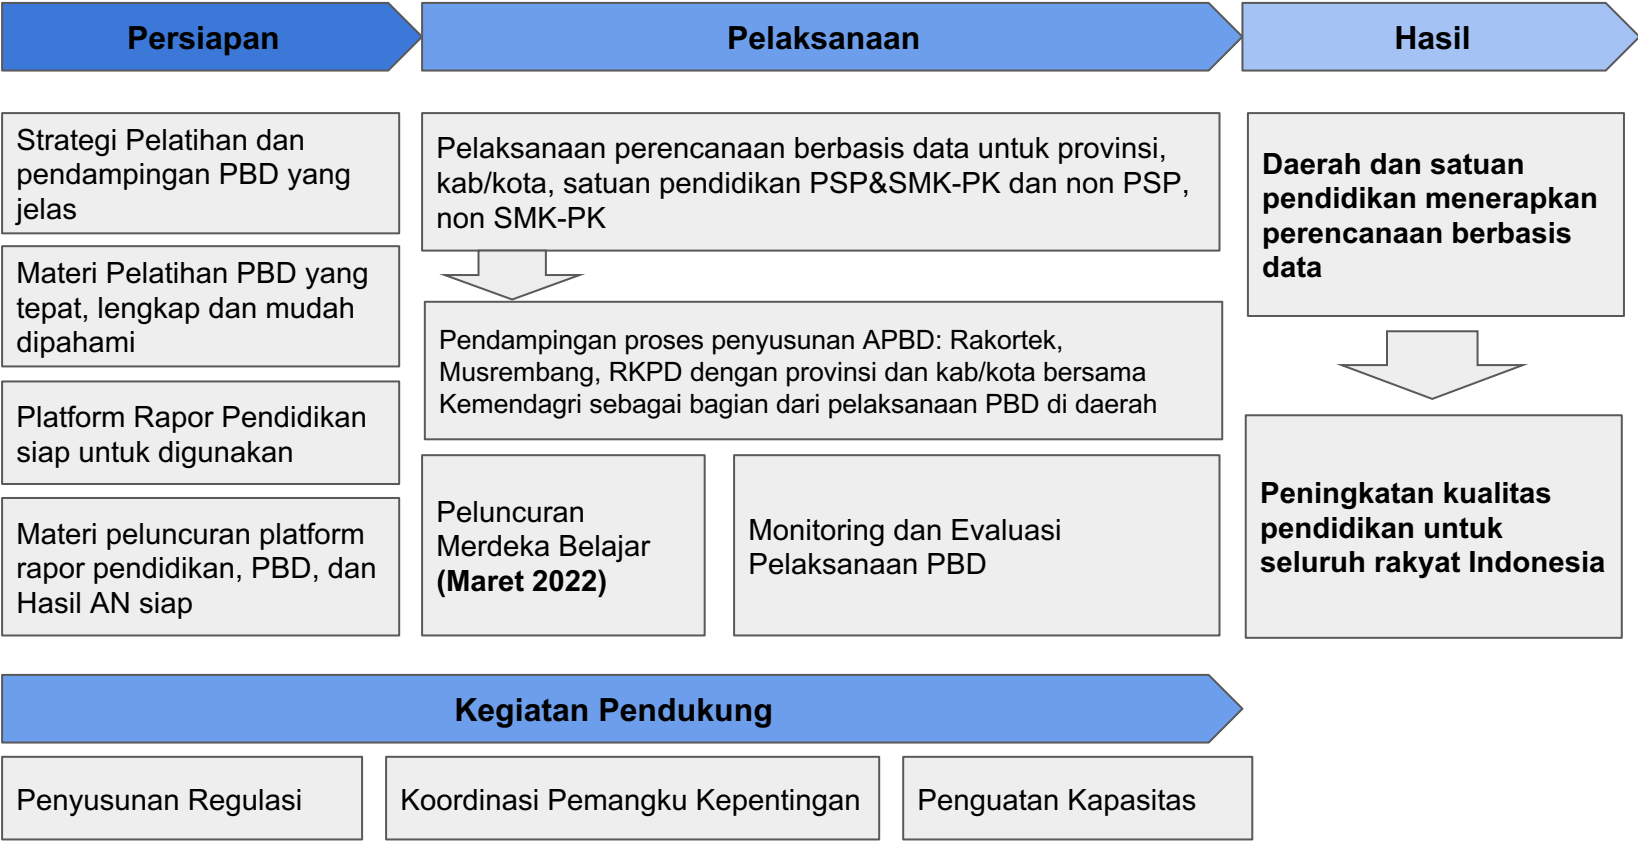 Persiapan
Pelaksanaan
Hasil
Strategi Pelatihan dan
pendampingan PBD yang
jelas
Materi Pelatihan PBD yang
tepat, lengkap dan mudah
dipahami
Platform Rapor Pendidikan
siap untuk digunakan
Materi peluncuran platform
rapor pendidikan, PBD, dan
Hasil AN siap
Pelaksanaan perencanaan berbasis data untuk provinsi,
kab/kota, satuan pendidikan PSP&SMK-PK dan non PSP,
non SMK-PK
Pendampingan proses penyusunan APBD: Rakortek,
Musrembang, RKPD dengan provinsi dan kab/kota bersama
Kemendagri sebagai bagian dari pelaksanaan PBD di daerah
Peluncuran
Merdeka Belajar
(Maret 2022)
Monitoring dan Evaluasi
Pelaksanaan PBD
Daerah dan satuan
pendidikan menerapkan
perencanaan berbasis
data
Peningkatan kualitas
pendidikan untuk
seluruh rakyat Indonesia
Kegiatan Pendukung
Penyusunan Regulasi
Koordinasi Pemangku Kepentingan
Penguatan Kapasitas